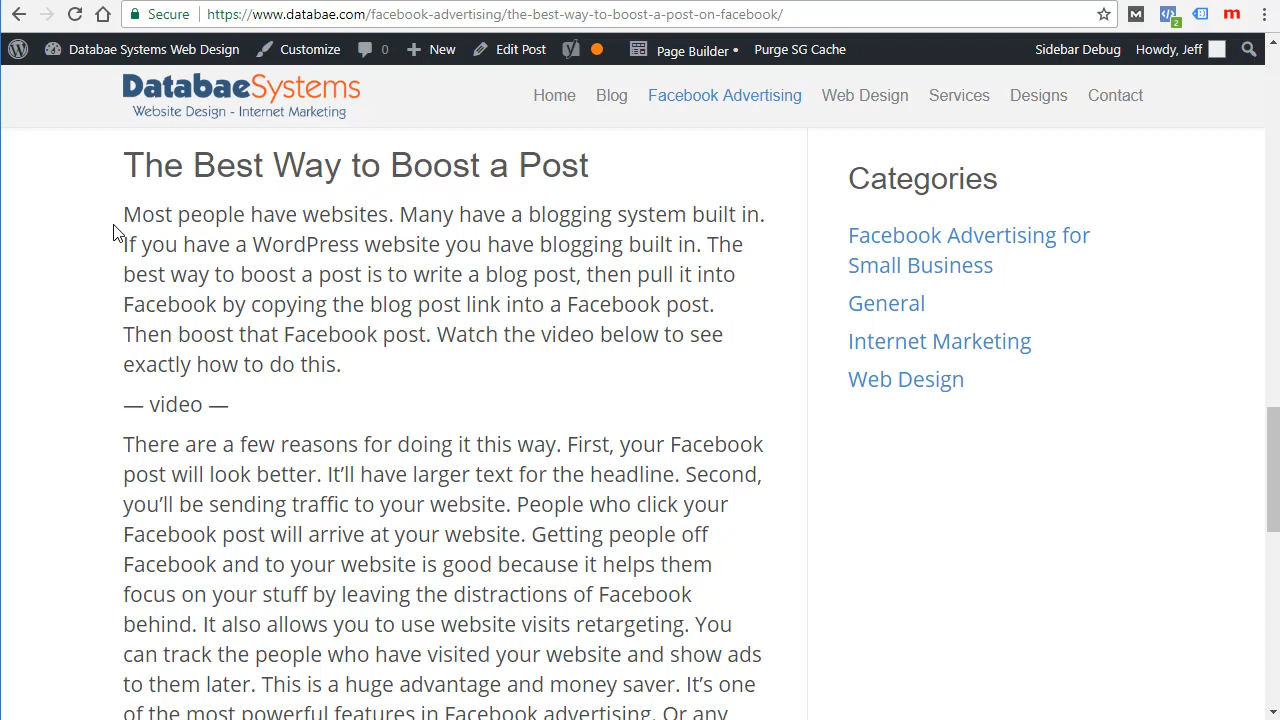 Secure https://www.databae.com/facebook-advertising/the-best-way-to-boost-a-post-on-facebook/
M 2 m
Databae Systems Web Design Customize 0 New Edit Post Page Builder • Purge SG Cache Sidebar Debug Howdy, Jeff
DatabaeSystems
Website Design - Internet Marketing
Home Blog Facebook Advertising Web Design Services Designs Contact
The Best Way to Boost a Post
Most people have websites. Many have a blogging system built in.
If you have a WordPress website you have blogging built in. The
best way to boost a post is to write a blog post, then pull it into
Facebook by copying the blog post link into a Facebook post.
Then boost that Facebook post. Watch the video below to see
exactly how to do this.
— video —
There are a few reasons for doing it this way. First, your Facebook
post will look better. It’ll have larger text for the headline. Second,
you’ll be sending traffic to your website. People who click your
Facebook post will arrive at your website. Getting people off
Facebook and to your website is good because it helps them
focus on your stuff by leaving the distractions of Facebook
behind. It also allows you to use website visits retargeting. You
can track the people who have visited your website and show ads
to them later. This is a huge advantage and money saver. It’s one
of the most powerful features in Facebook advertising. Or any
Categories
Facebook Advertising for
Small Business
General
Internet Marketing
Web Design